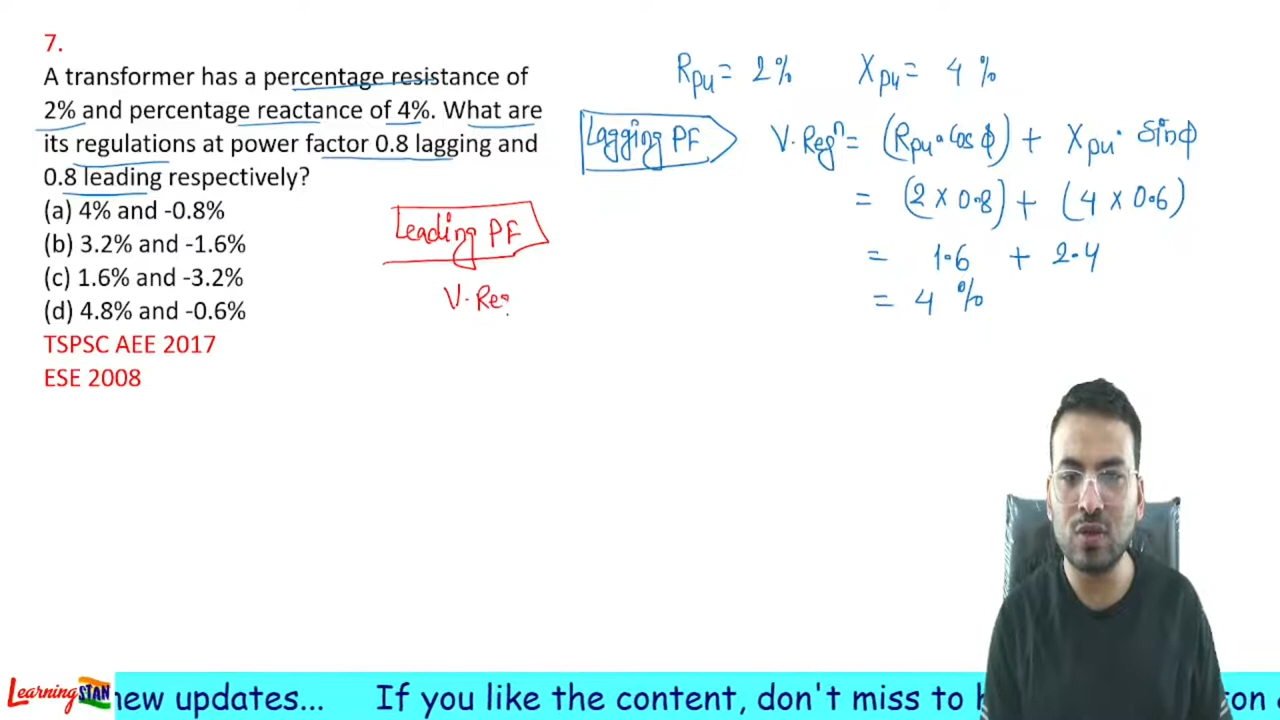 7.
A transformer has a percentage resistance of
2% and percentage reactance of 4%. What are
its regulations at power factor 0.8 lagging and
0.8 leading respectively?
(a) 4% and -0.8%
(b) 3.2% and -1.6%
(c) 1.6% and -3.2%
(d) 4.8% and -0.6%
TSPSC AEE 2017
ESE 2008
Leading PF
V. Reg
Rpu = 2% Xpu = 4%
Lagging PF V. Regⁿ = (Rpu · Cos ϕ) + Xpu · Sinϕ
= (2 × 0.8) + (4 × 0.6)
= 1.6 + 2.4
= 4 %
Learning STAN
new updates... If you like the content, don't miss to